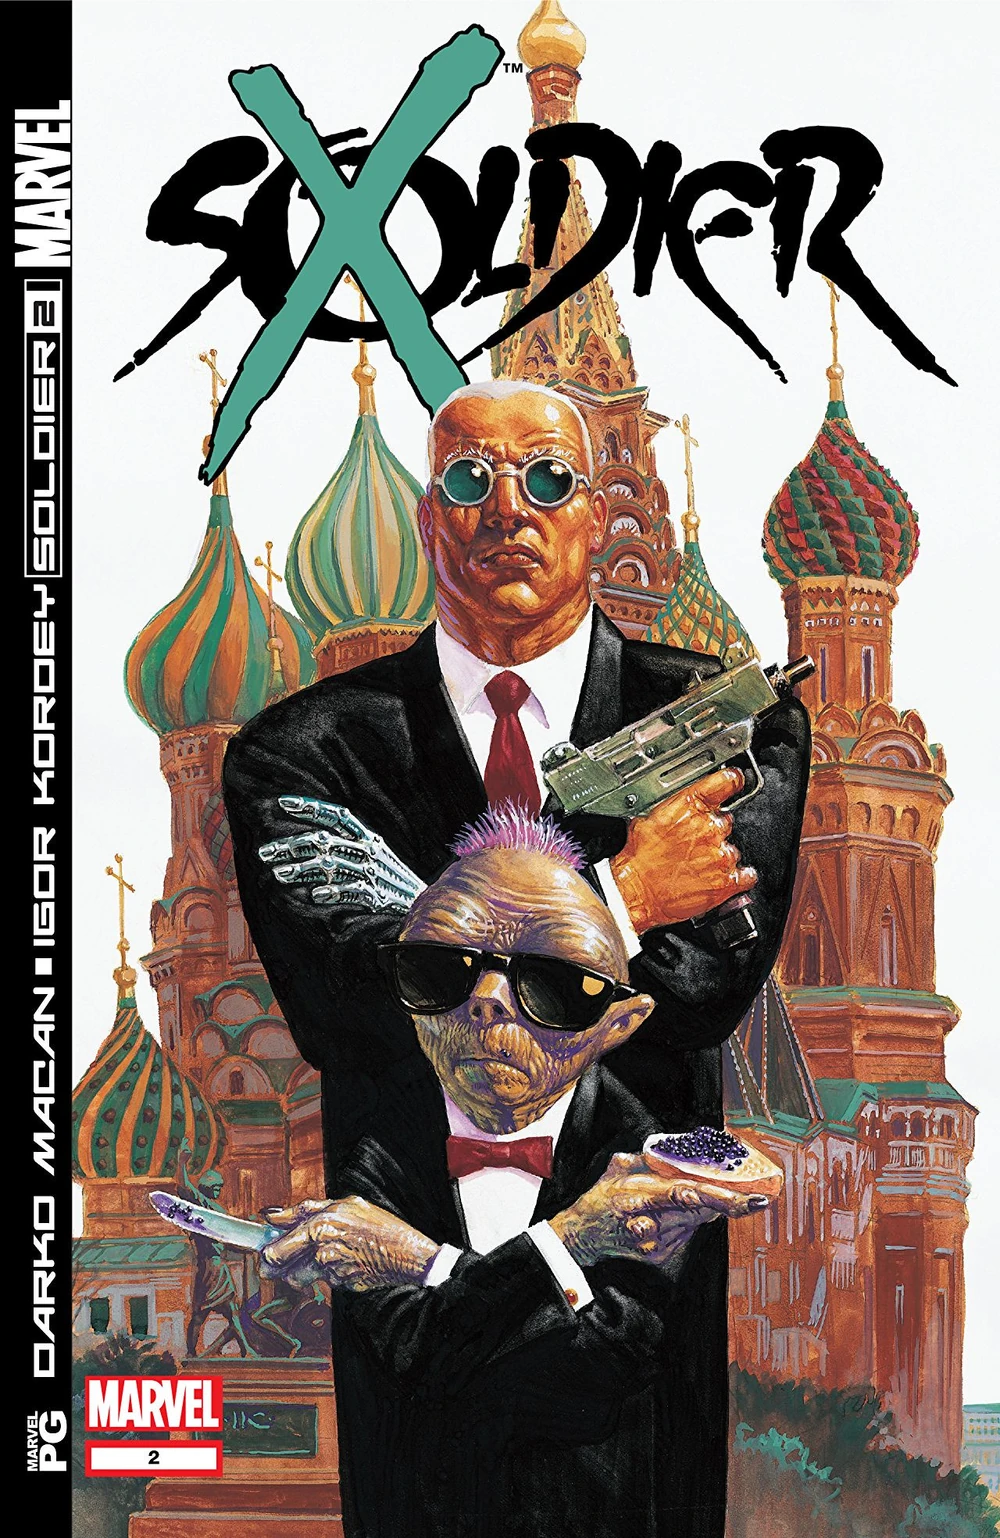 SOLDIER
X
™
MARVEL
DARKO MACAN ■ IGOR KORDEY SOLDIER 2
MARVEL
PG
MARVEL
2